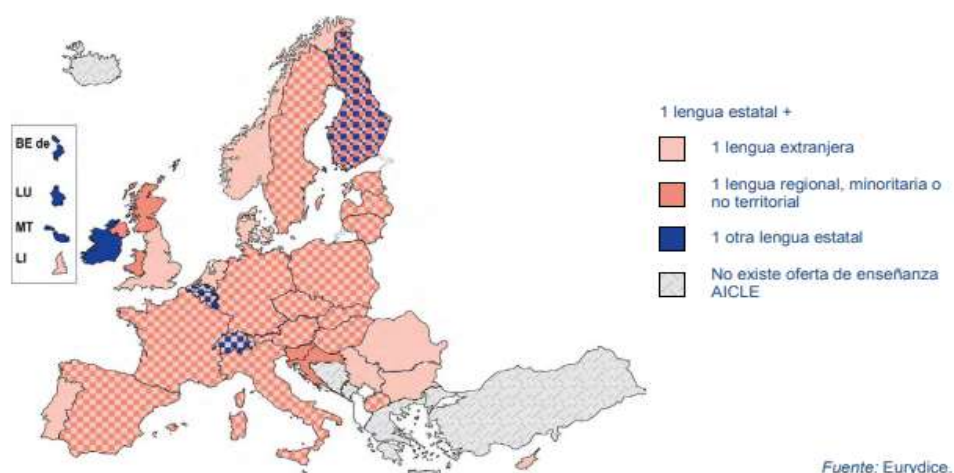 BE de
LU
MT
LI
1 lengua estatal +
1 lengua extranjera
1 lengua regional, minoritaria o
no territorial
1 otra lengua estatal
No existe oferta de enseñanza
AICLE
Fuente: Eurydice.